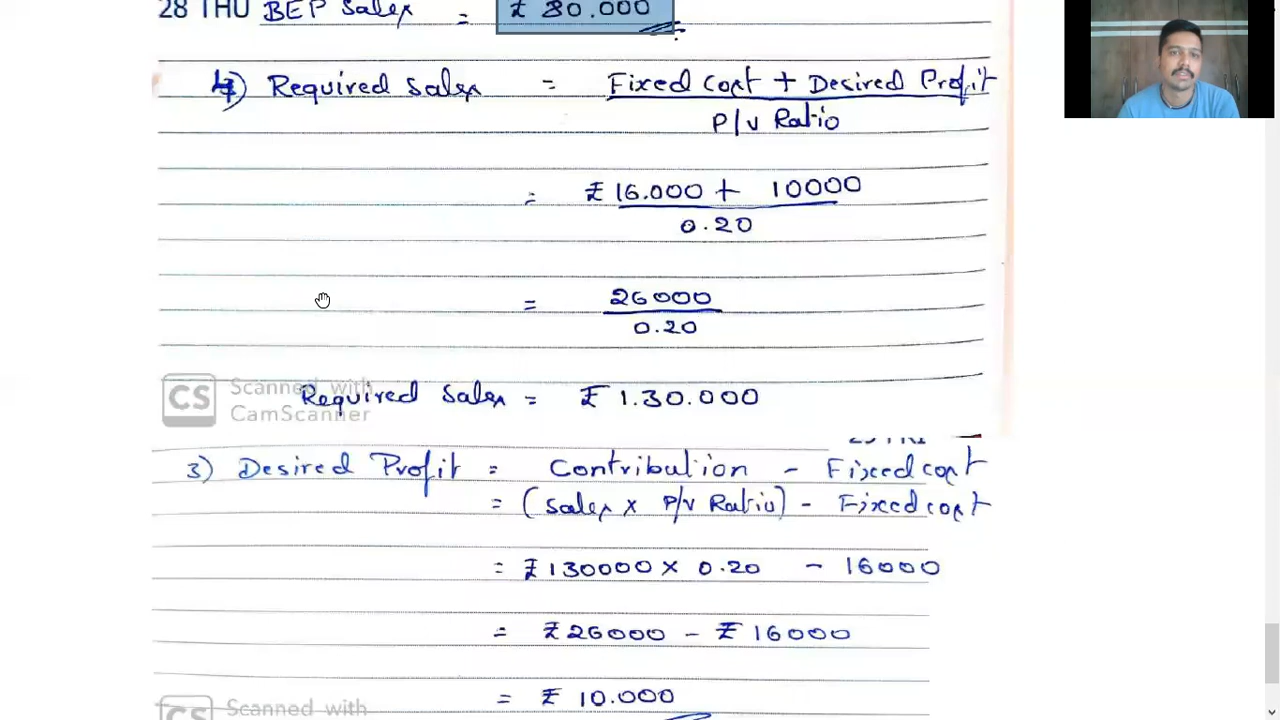 28 THU BEP Sales = ₹ 80.000
4) Required Sales = Fixed Cost + Desired Profit
P/V Ratio
= ₹ 16.000 + 10000
0.20
= 26000
0.20
Scanned with
CamScanner
CS
Required Sales = ₹ 1.30.000
3) Desired Profit = Contribution - Fixed cost
= (Sales x P/V Ratio) - Fixed cost
= ₹ 130000 X 0.20 - 16000
= ₹ 26000 - ₹ 16000
= ₹ 10.000
CS
Scanned with